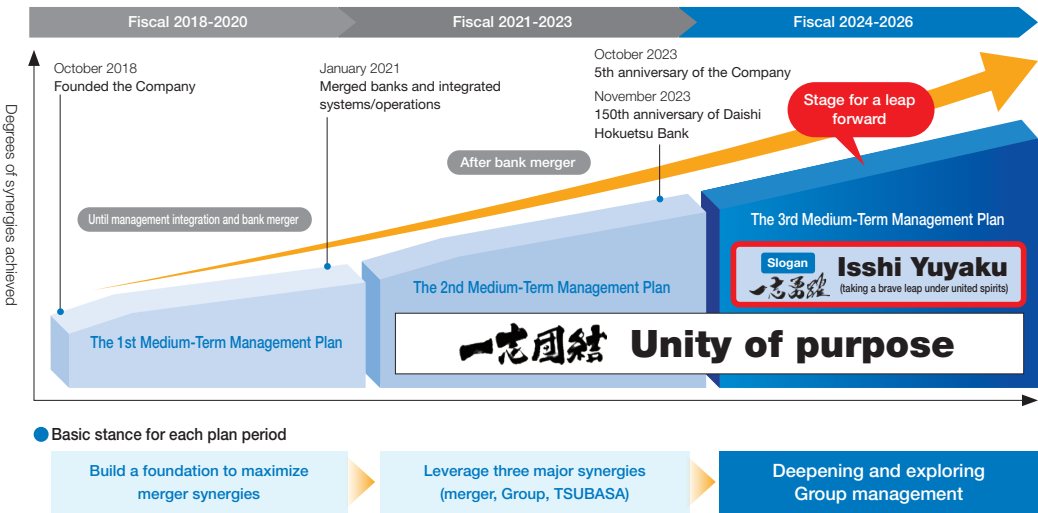 Fiscal 2018-2020
Fiscal 2021-2023
Fiscal 2024-2026
Degrees of synergies achieved
October 2018
Founded the Company
January 2021
Merged banks and integrated
systems/operations
October 2023
5th anniversary of the Company
November 2023
150th anniversary of Daishi
Hokuetsu Bank
Stage for a leap
forward
After bank merger
Until management integration and bank merger
The 1st Medium-Term Management Plan
The 2nd Medium-Term Management Plan
The 3rd Medium-Term Management Plan
Slogan
一志勇躍
Isshi Yuyaku
(taking a brave leap under united spirits)
一志団結 Unity of purpose
Basic stance for each plan period
Build a foundation to maximize
merger synergies
Leverage three major synergies
(merger, Group, TSUBASA)
Deepening and exploring
Group management